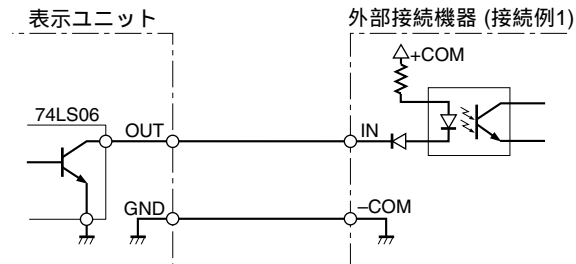 表示ユニット
外部接続機器 (接続例1)
+COM
74LS06
OUT
IN
GND
–COM